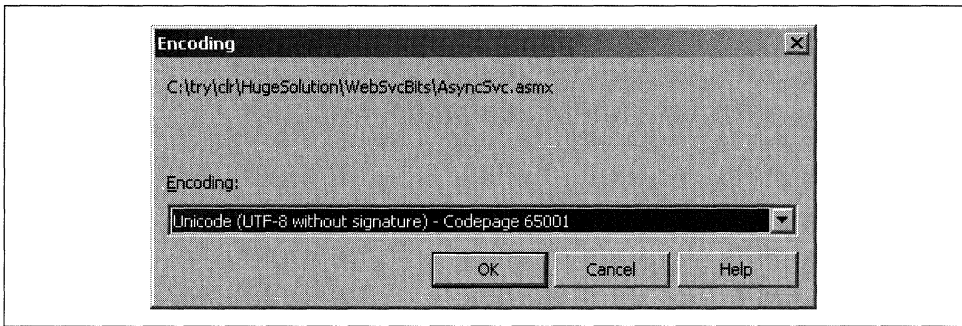 Encoding
C:\try\clr\HugeSolution\WebSvcBits\AsyncSvc.asmx
Encoding:
Unicode (UTF-8 without signature) - Codepage 65001
OK Cancel Help